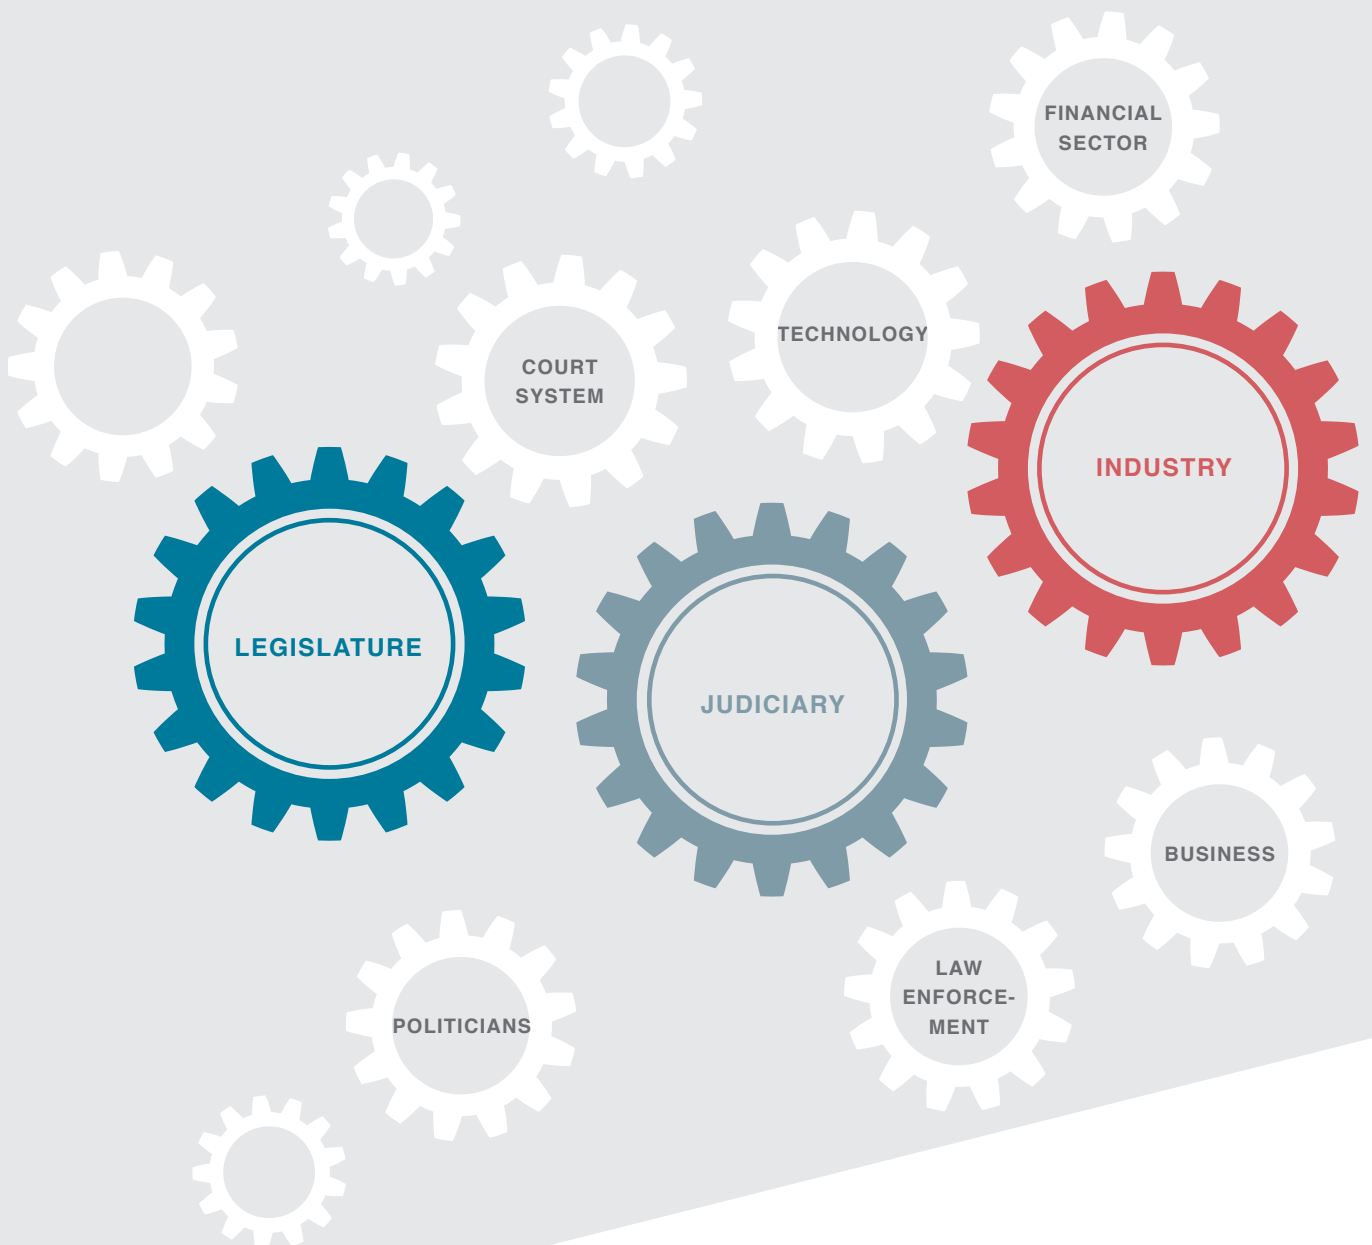 FINANCIAL
SECTOR
TECHNOLOGY
COURT
SYSTEM
INDUSTRY
LEGISLATURE
JUDICIARY
BUSINESS
LAW
ENFORCE-
MENT
POLITICIANS